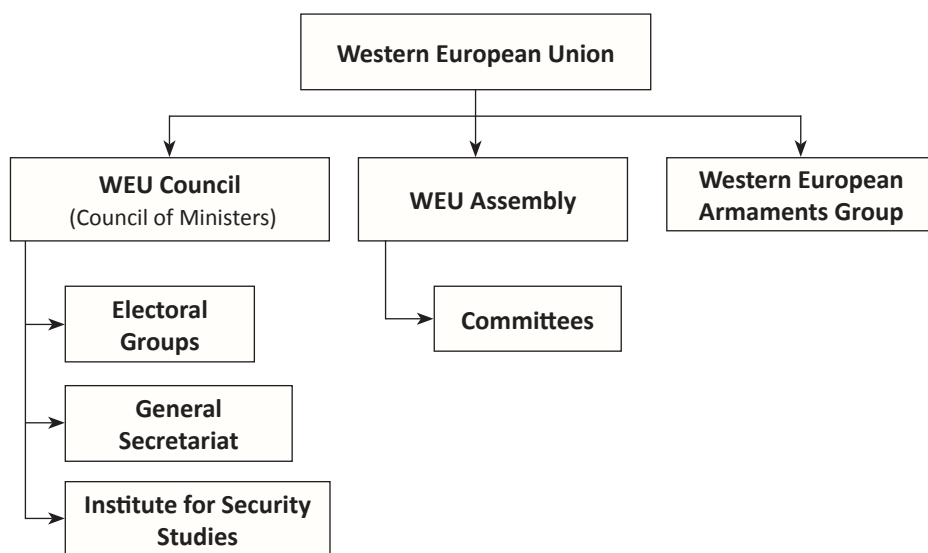 Western European Union
WEU Council
(Council of Ministers)
WEU Assembly
Western European
Armaments Group
Electoral
Groups
Committees
General
Secretariat
Institute for Security
Studies